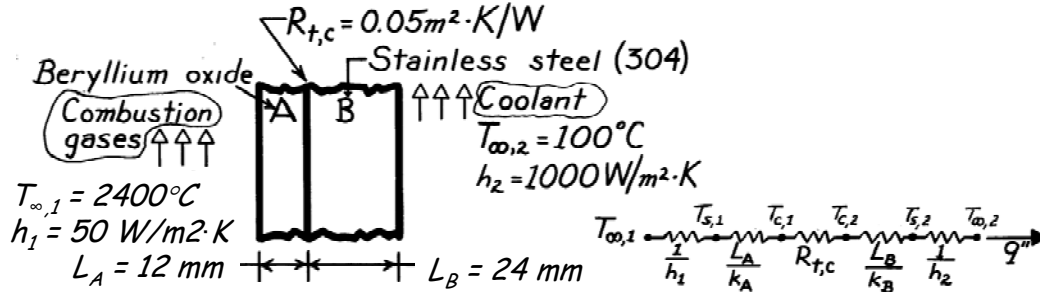 R_t,c = 0.05m²·K/W
Stainless steel (304)
Beryllium oxide
A B
Combustion gases
Coolant
T∞,2 = 100°C
h₂ = 1000 W/m²·K
T∞,1 = 2400°C
h₁ = 50 W/m2·K
L_A = 12 mm
L_B = 24 mm
T∞,1 T_s,1 T_c,1 T_c,2 T_s,2 T∞,2
1/h₁ L_A/k_A R_t,c L_B/k_B 1/h₂ q"